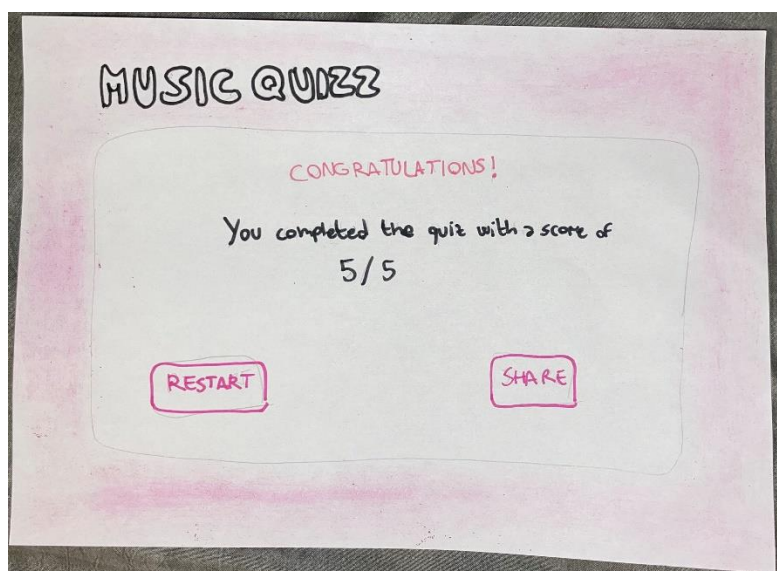 MUSIC QUIZZ
CONGRATULATIONS!
You completed the quiz with a score of
5/5
RESTART
SHARE